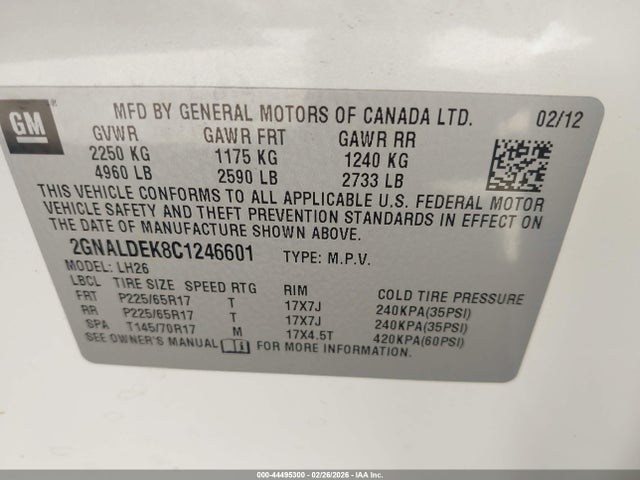 GM
MFD BY GENERAL MOTORS OF CANADA LTD. 02/12
GVWR GAWR FRT GAWR RR
2250 KG 1175 KG 1240 KG
4960 LB 2590 LB 2733 LB
THIS VEHICLE CONFORMS TO ALL APPLICABLE U.S. FEDERAL MOTOR
VEHICLE SAFETY AND THEFT PREVENTION STANDARDS IN EFFECT ON
THE DATE OF MANUFACTURE SHOWN ABOVE.
2GNALDEK8C1246601 TYPE: M.P.V.
MODEL: LH26
LBCL TIRE SIZE SPEED RTG RIM COLD TIRE PRESSURE
FRT P225/65R17 T 17X7J 240KPA(35PSI)
RR P225/65R17 T 17X7J 240KPA(35PSI)
SPA T145/70R17 M 17X4.5T 420KPA(60PSI)
SEE OWNER'S MANUAL FOR MORE INFORMATION.
000-44495300 - 02/26/2026 - IAA Inc.